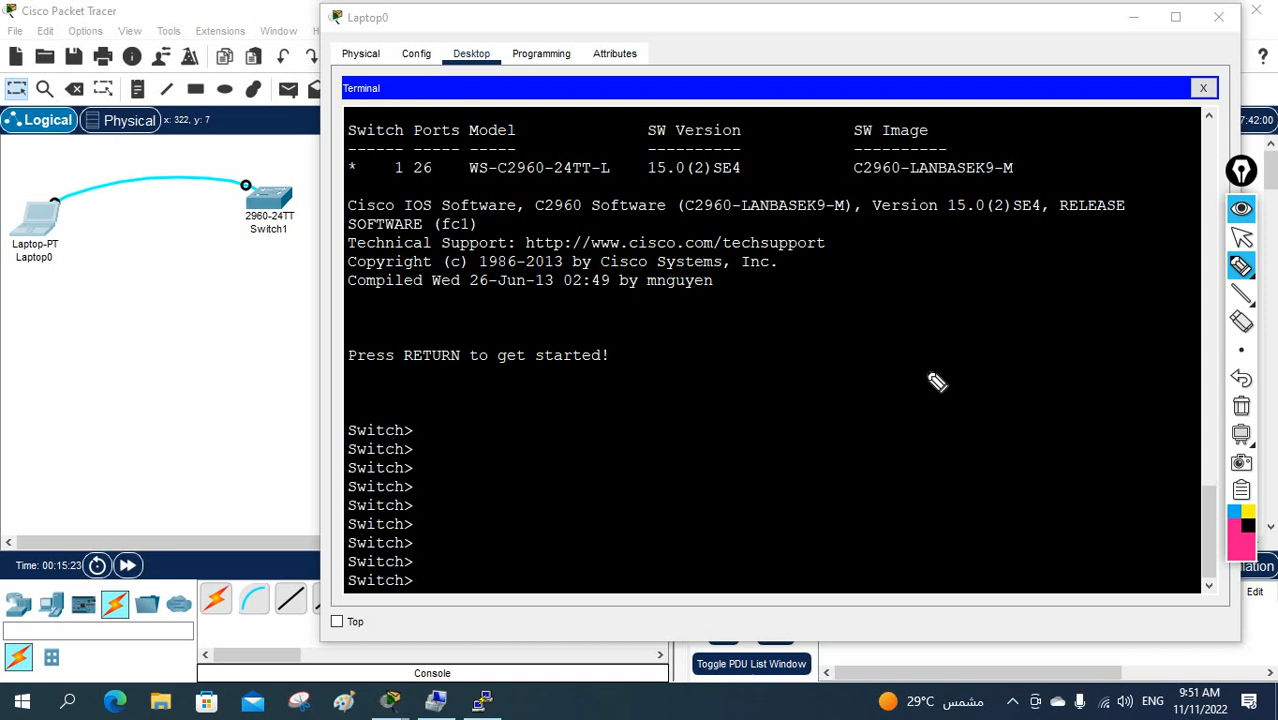 Cisco Packet Tracer
File Edit Options View Tools Extensions Window
Logical Physical x: 322, y: 7
Laptop-PT
Laptop0
2960-24TT
Switch1
Time: 00:15:23
Console
Laptop0
Physical Config Desktop Programming Attributes
Terminal X
Switch Ports Model SW Version SW Image
------ ----- ----- ---------- ----------
* 1 26 WS-C2960-24TT-L 15.0(2)SE4 C2960-LANBASEK9-M
Cisco IOS Software, C2960 Software (C2960-LANBASEK9-M), Version 15.0(2)SE4, RELEASE
SOFTWARE (fc1)
Technical Support: http://www.cisco.com/techsupport
Copyright (c) 1986-2013 by Cisco Systems, Inc.
Compiled Wed 26-Jun-13 02:49 by mnguyen
Press RETURN to get started!
Switch>
Switch>
Switch>
Switch>
Switch>
Switch>
Switch>
Switch>
Switch>
Top
Toggle PDU List Window
7:42:00
Edit
29°C مشمس
ENG
9:51 AM
11/11/2022